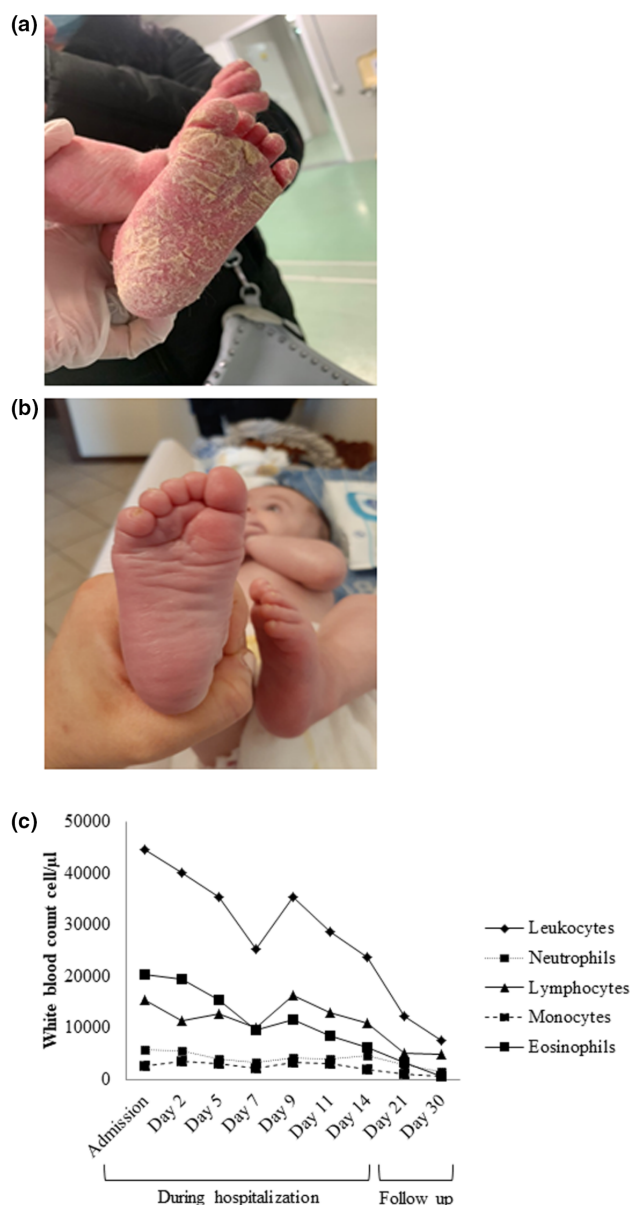 (a)
(b)
(c)
50000
40000
30000
20000
10000
0
White blood count cell/µl
Leukocytes
Neutrophils
Lymphocytes
Monocytes
Eosinophils
Admission
Day 2
Day 5
Day 7
Day 9
Day 11
Day 14
Day 21
Day 30
During hospitalization
Follow up